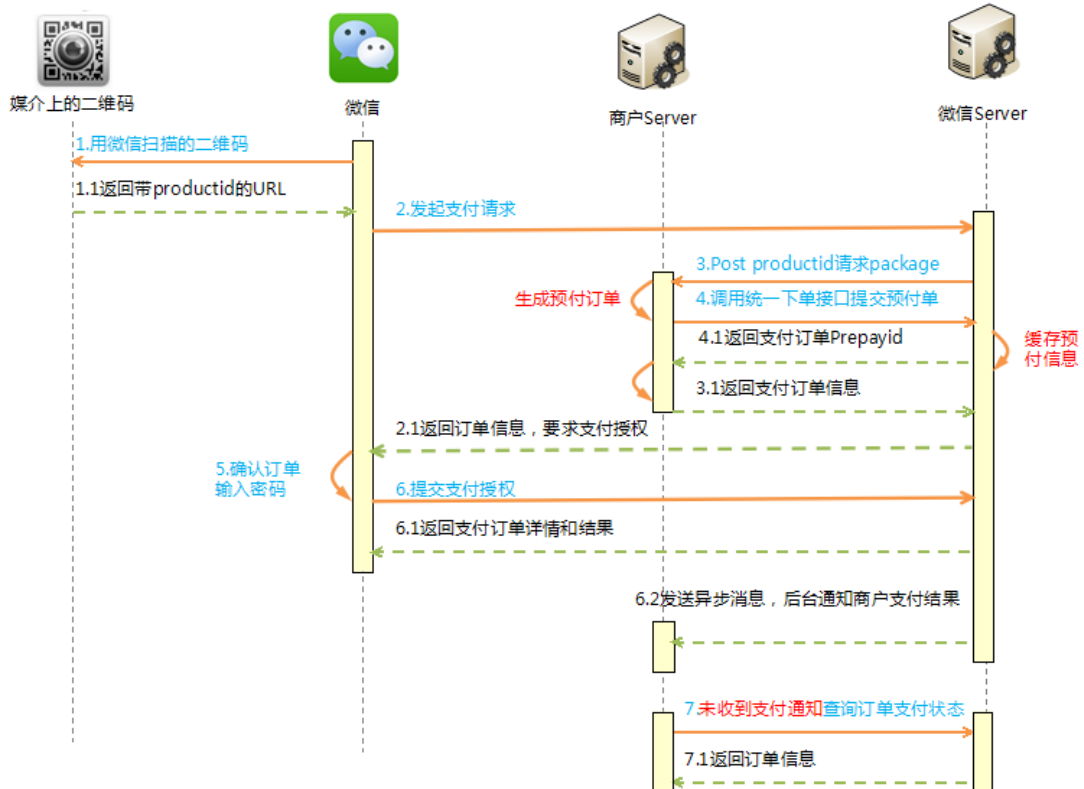 媒介上的二维码
微信
商户Server
微信Server
1.用微信扫描的二维码
1.1返回带productid的URL
2.发起支付请求
3.Post productid请求package
生成预付订单
4.调用统一下单接口提交预付单
4.1返回支付订单Prepayid
缓存预
付信息
3.1返回支付订单信息
2.1返回订单信息，要求支付授权
5.确认订单
输入密码
6.提交支付授权
6.1返回支付订单详情和结果
6.2发送异步消息，后台通知商户支付结果
7.未收到支付通知查询订单支付状态
7.1返回订单信息